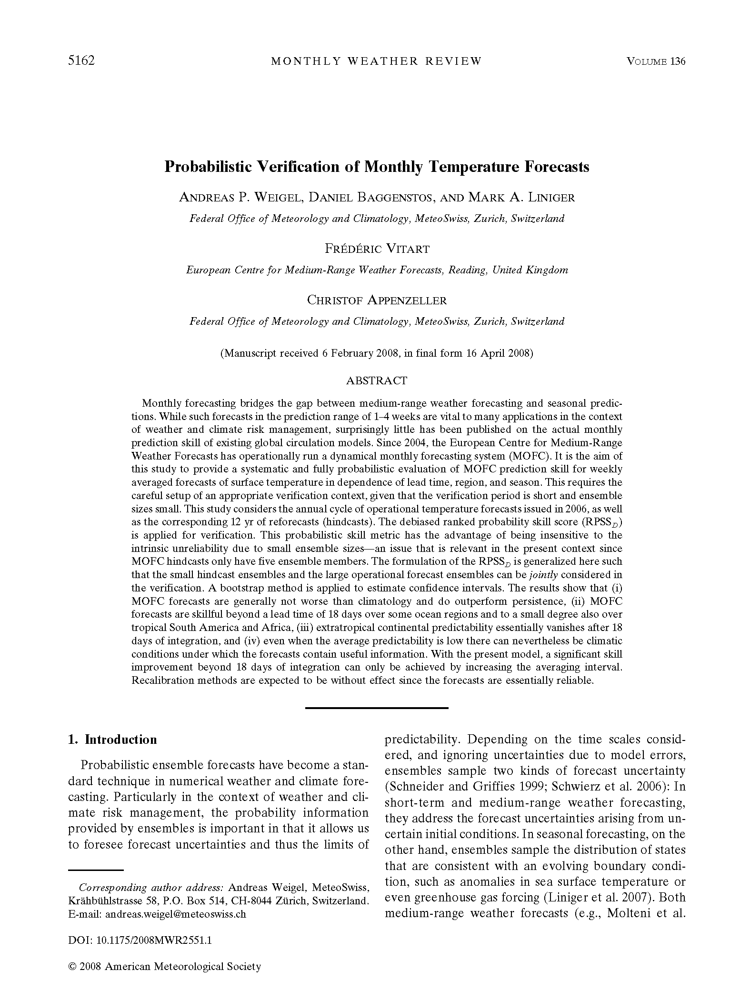 5162
MONTHLY WEATHER REVIEW
VOLUME 136
Probabilistic Verification of Monthly Temperature Forecasts
ANDREAS P. WEIGEL, DANIEL BAGGENSTOS, AND MARK A. LINIGER
Federal Office of Meteorology and Climatology, MeteoSwiss, Zurich, Switzerland
FRÉDÉRIC VITART
European Centre for Medium-Range Weather Forecasts, Reading, United Kingdom
CHRISTOF APPENZELLER
Federal Office of Meteorology and Climatology, MeteoSwiss, Zurich, Switzerland
(Manuscript received 6 February 2008, in final form 16 April 2008)
ABSTRACT
Monthly forecasting bridges the gap between medium-range weather forecasting and seasonal predic-
tions. While such forecasts in the prediction range of 1–4 weeks are vital to many applications in the context
of weather and climate risk management, surprisingly little has been published on the actual monthly
prediction skill of existing global circulation models. Since 2004, the European Centre for Medium-Range
Weather Forecasts has operationally run a dynamical monthly forecasting system (MOFC). It is the aim of
this study to provide a systematic and fully probabilistic evaluation of MOFC prediction skill for weekly
averaged forecasts of surface temperature in dependence of lead time, region, and season. This requires the
careful setup of an appropriate verification context, given that the verification period is short and ensemble
sizes small. This study considers the annual cycle of operational temperature forecasts issued in 2006, as well
as the corresponding 12 yr of reforecasts (hindcasts). The debiased ranked probability skill score (RPSSD)
is applied for verification. This probabilistic skill metric has the advantage of being insensitive to the
intrinsic unreliability due to small ensemble sizes—an issue that is relevant in the present context since
MOFC hindcasts only have five ensemble members. The formulation of the RPSSD is generalized here such
that the small hindcast ensembles and the large operational forecast ensembles can be jointly considered in
the verification. A bootstrap method is applied to estimate confidence intervals. The results show that (i)
MOFC forecasts are generally not worse than climatology and do outperform persistence, (ii) MOFC
forecasts are skillful beyond a lead time of 18 days over some ocean regions and to a small degree also over
tropical South America and Africa, (iii) extratropical continental predictability essentially vanishes after 18
days of integration, and (iv) even when the average predictability is low there can nevertheless be climatic
conditions under which the forecasts contain useful information. With the present model, a significant skill
improvement beyond 18 days of integration can only be achieved by increasing the averaging interval.
Recalibration methods are expected to be without effect since the forecasts are essentially reliable.
1. Introduction
Probabilistic ensemble forecasts have become a stan-
dard technique in numerical weather and climate fore-
casting. Particularly in the context of weather and cli-
mate risk management, the probability information
provided by ensembles is important in that it allows us
to foresee forecast uncertainties and thus the limits of
Corresponding author address: Andreas Weigel, MeteoSwiss,
Krähbühlstrasse 58, P.O. Box 514, CH-8044 Zürich, Switzerland.
E-mail: andreas.weigel@meteoswiss.ch
DOI: 10.1175/2008MWR2551.1
© 2008 American Meteorological Society
predictability. Depending on the time scales consid-
ered, and ignoring uncertainties due to model errors,
ensembles sample two kinds of forecast uncertainty
(Schneider and Griffies 1999; Schwierz et al. 2006): In
short-term and medium-range weather forecasting,
they address the forecast uncertainties arising from un-
certain initial conditions. In seasonal forecasting, on the
other hand, ensembles sample the distribution of states
that are consistent with an evolving boundary condi-
tion, such as anomalies in sea surface temperature or
even greenhouse gas forcing (Liniger et al. 2007). Both
medium-range weather forecasts (e.g., Molteni et al.